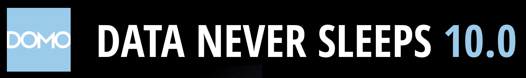 DOMO
DATA NEVER SLEEPS 10.0